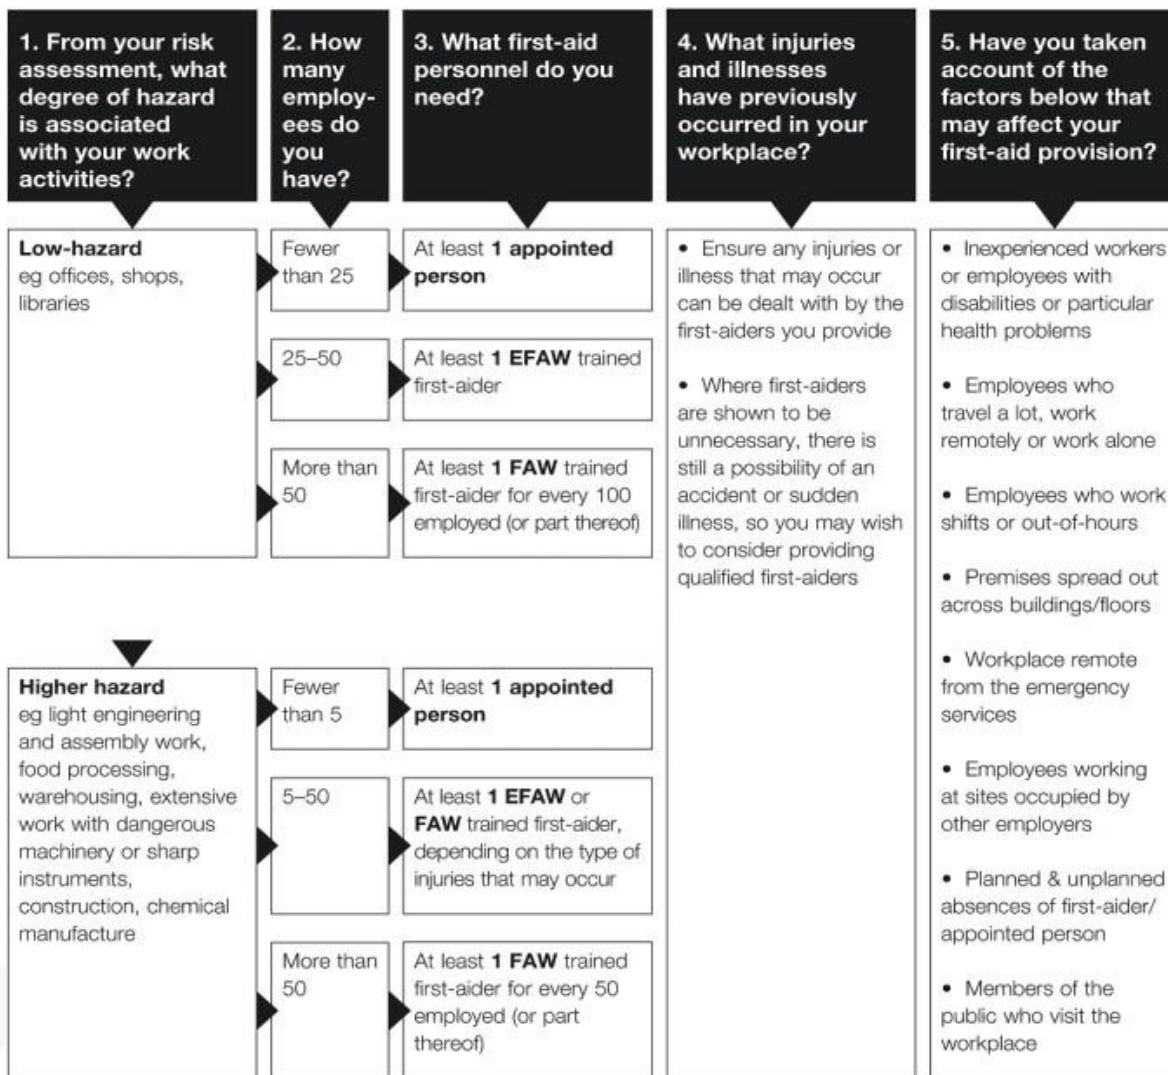 1. From your risk
assessment, what
degree of hazard
is associated
with your work
activities?
2. How
many
employ-
ees do
you
have?
3. What first-aid
personnel do you
need?
4. What injuries
and illnesses
have previously
occurred in your
workplace?
5. Have you taken
account of the
factors below that
may affect your
first-aid provision?
Low-hazard
eg offices, shops,
libraries
Fewer
than 25
At least 1 appointed
person
25–50
At least 1 EFAW trained
first-aider
More than
50
At least 1 FAW trained
first-aider for every 100
employed (or part thereof)
Higher hazard
eg light engineering
and assembly work,
food processing,
warehousing, extensive
work with dangerous
machinery or sharp
instruments,
construction, chemical
manufacture
Fewer
than 5
At least 1 appointed
person
5–50
At least 1 EFAW or
FAW trained first-aider,
depending on the type of
injuries that may occur
More than
50
At least 1 FAW trained
first-aider for every 50
employed (or part
thereof)
• Ensure any injuries or
illness that may occur
can be dealt with by the
first-aiders you provide
• Where first-aiders
are shown to be
unnecessary, there is
still a possibility of an
accident or sudden
illness, so you may wish
to consider providing
qualified first-aiders
• Inexperienced workers
or employees with
disabilities or particular
health problems
• Employees who
travel a lot, work
remotely or work alone
• Employees who work
shifts or out-of-hours
• Premises spread out
across buildings/floors
• Workplace remote
from the emergency
services
• Employees working
at sites occupied by
other employers
• Planned & unplanned
absences of first-aider/
appointed person
• Members of the
public who visit the
workplace